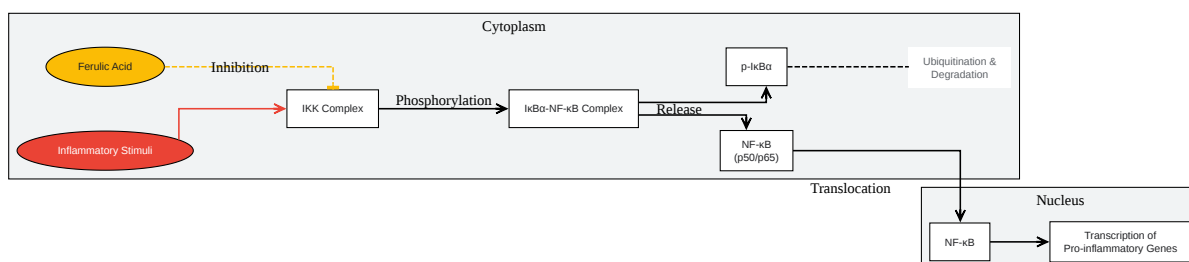 Cytoplasm
Ferulic Acid
Inhibition
p-IκBα
Ubiquitination &
Degradation
IKK Complex
Phosphorylation
IκBα-NF-κB Complex
Release
Inflammatory Stimuli
NF-κB
(p50/p65)
Translocation
Nucleus
NF-κB
Transcription of
Pro-inflammatory Genes